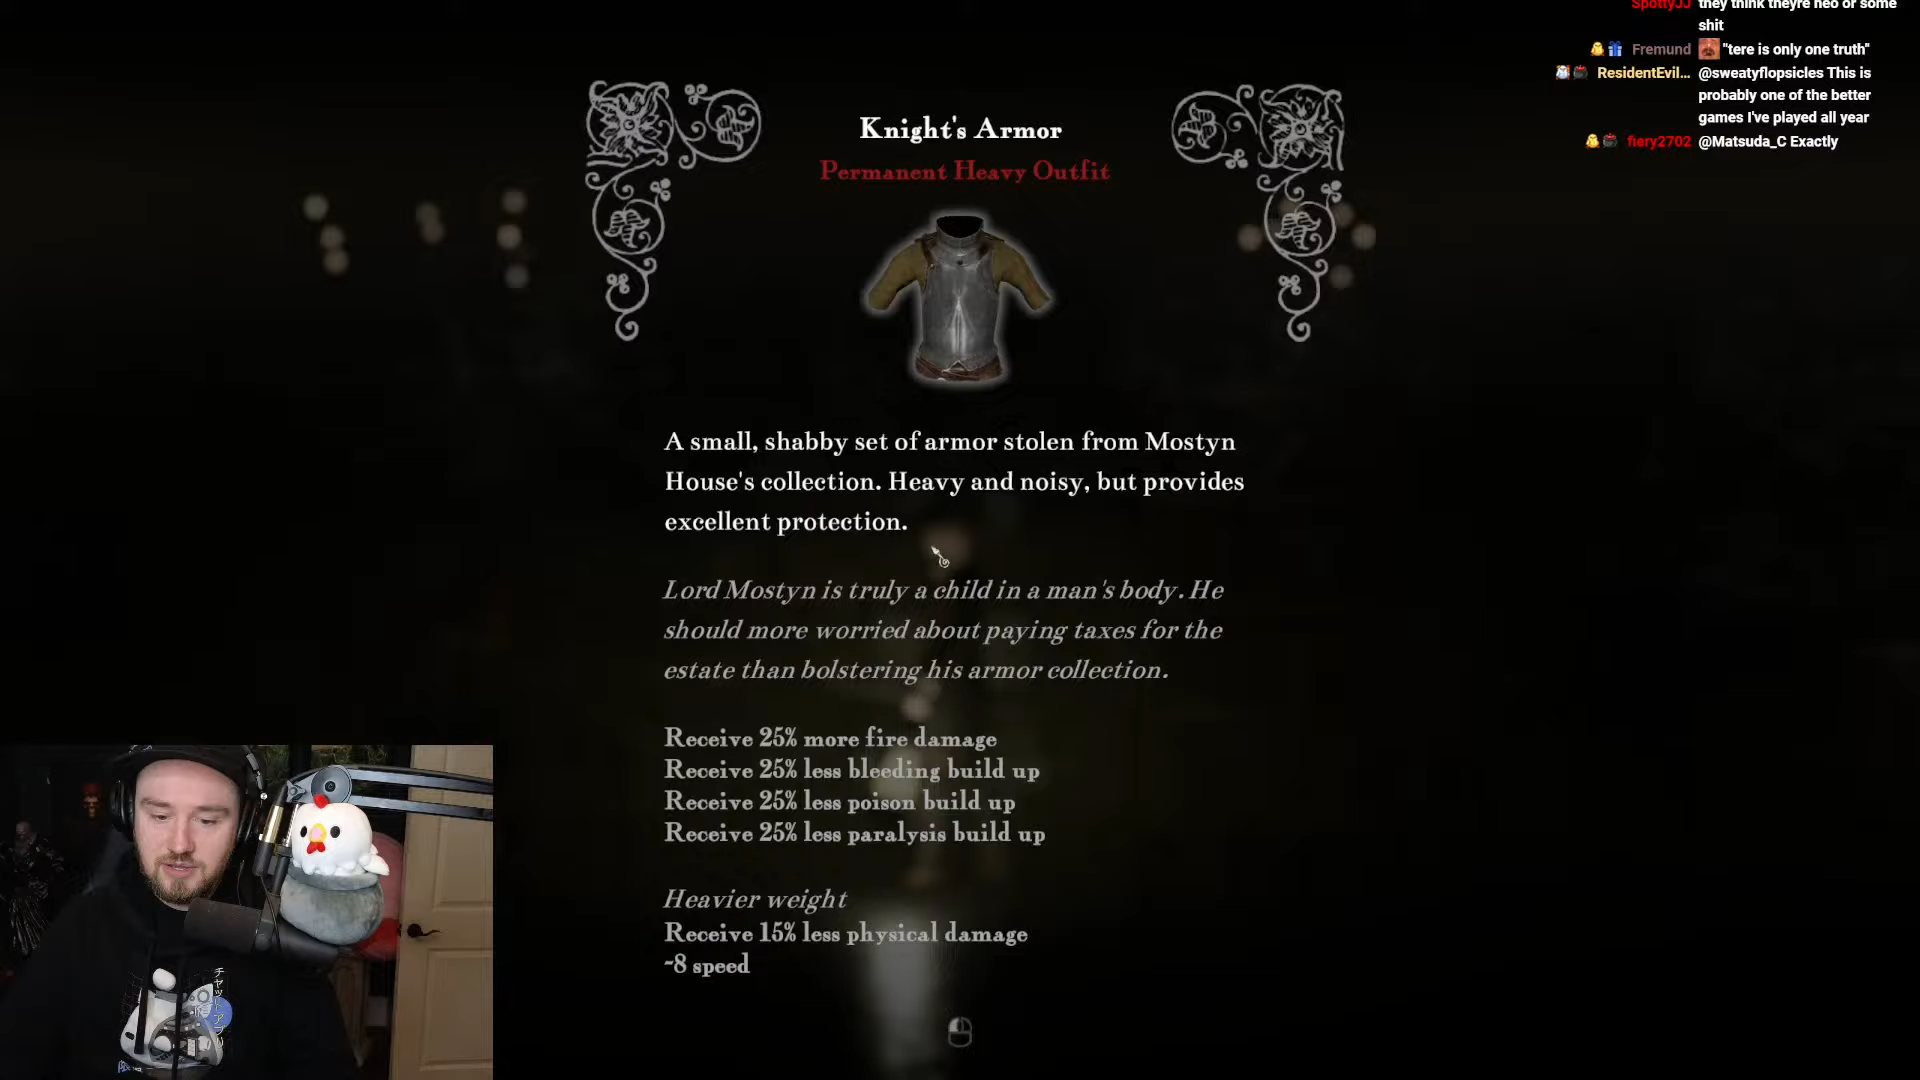 SpottyJJ they think theyre neo or some
shit
Fremund "tere is only one truth"
ResidentEvil... @sweatyflopsicles This is
probably one of the better
games I've played all year
fiery2702 @Matsuda_C Exactly
Knight's Armor
Permanent Heavy Outfit
A small, shabby set of armor stolen from Mostyn
House's collection. Heavy and noisy, but provides
excellent protection.
Lord Mostyn is truly a child in a man's body. He
should more worried about paying taxes for the
estate than bolstering his armor collection.
Receive 25% more fire damage
Receive 25% less bleeding build up
Receive 25% less poison build up
Receive 25% less paralysis build up
Heavier weight
Receive 15% less physical damage
-8 speed